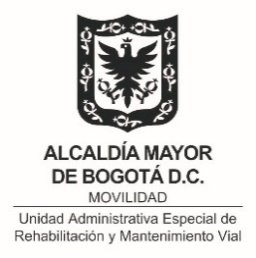 ALCALDÍA MAYOR
DE BOGOTÁ D.C.
MOVILIDAD
Unidad Administrativa Especial de
Rehabilitación y Mantenimiento Vial